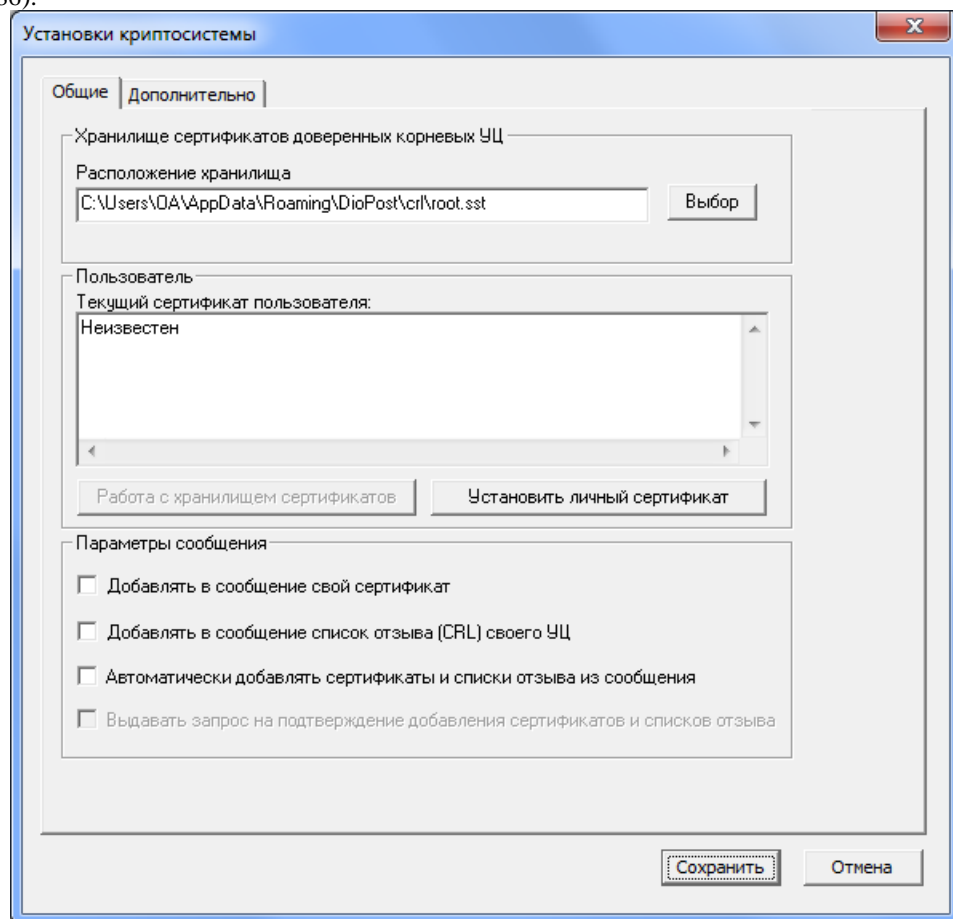 36).
Установки криптосистемы
Общие
Дополнительно
Хранилище сертификатов доверенных корневых УЦ
Расположение хранилища
C:\Users\OA\AppData\Roaming\DioPost\crl\root.sst
Выбор
Пользователь
Текущий сертификат пользователя:
Неизвестен
Работа с хранилищем сертификатов
Установить личный сертификат
Параметры сообщения
Добавлять в сообщение свой сертификат
Добавлять в сообщение список отзыва (CRL) своего УЦ
Автоматически добавлять сертификаты и списки отзыва из сообщения
Выдавать запрос на подтверждение добавления сертификатов и списков отзыва
Сохранить
Отмена